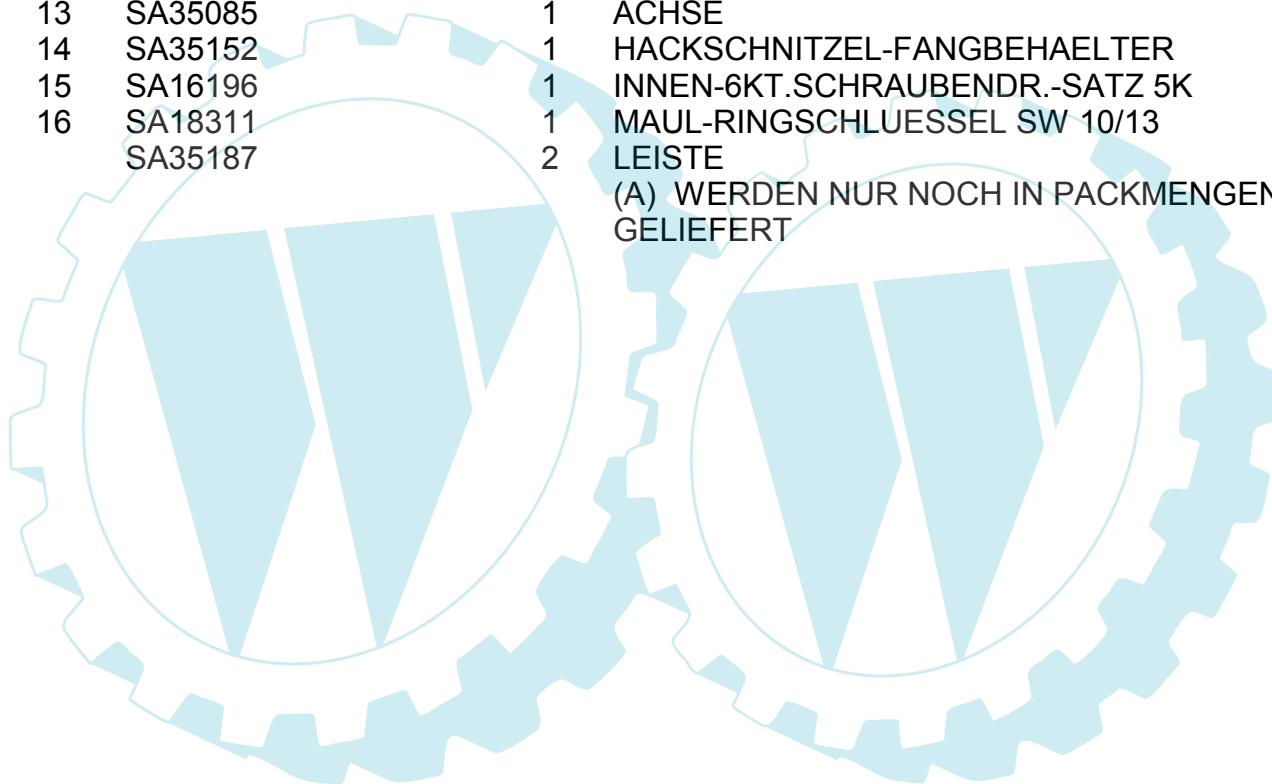 13 SA35085 1 ACHSE
14 SA35152 1 HACKSCHNITZEL-FANGBEHAELTER
15 SA16196 1 INNEN-6KT.SCHRAUBENDR.-SATZ 5K
16 SA18311 1 MAUL-RINGSCHLUESSEL SW 10/13
SA35187 2 LEISTE
(A) WERDEN NUR NOCH IN PACKMENGEN
GELIEFERT